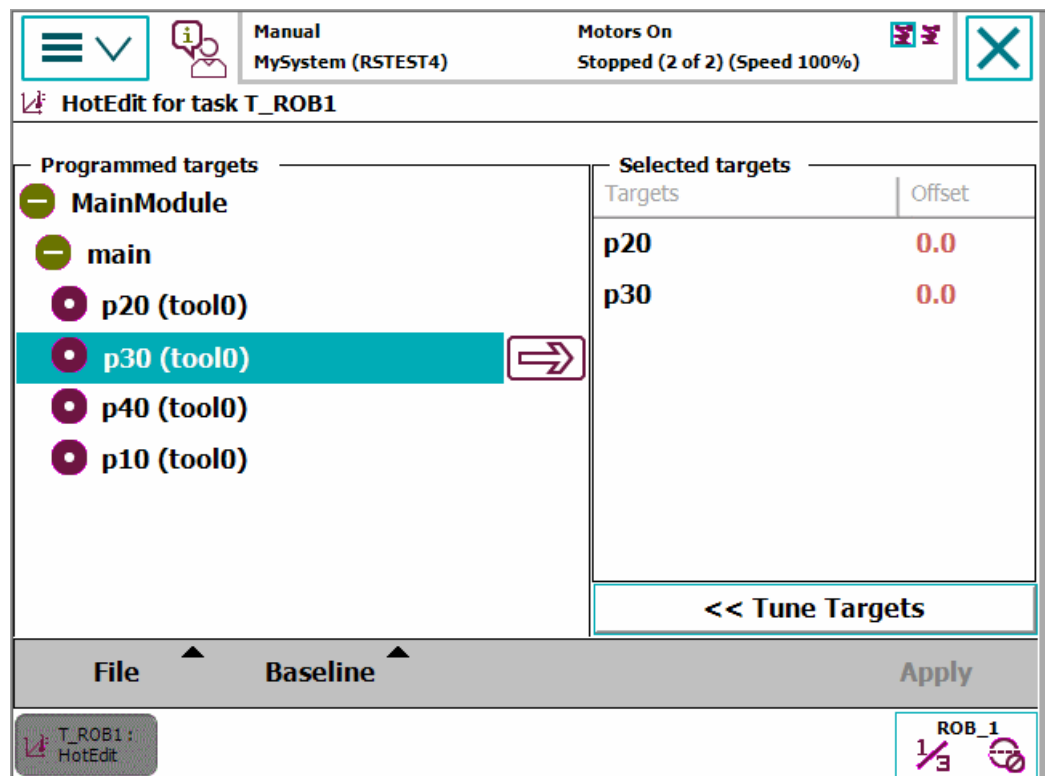 Manual
MySystem (RSTEST4)
Motors On
Stopped (2 of 2) (Speed 100%)
HotEdit for task T_ROB1
Programmed targets
MainModule
main
p20 (tool0)
p30 (tool0)
p40 (tool0)
p10 (tool0)
Selected targets
Targets Offset
p20 0.0
p30 0.0
<< Tune Targets
File Baseline Apply
T_ROB1 :
HotEdit
ROB_1
1/3